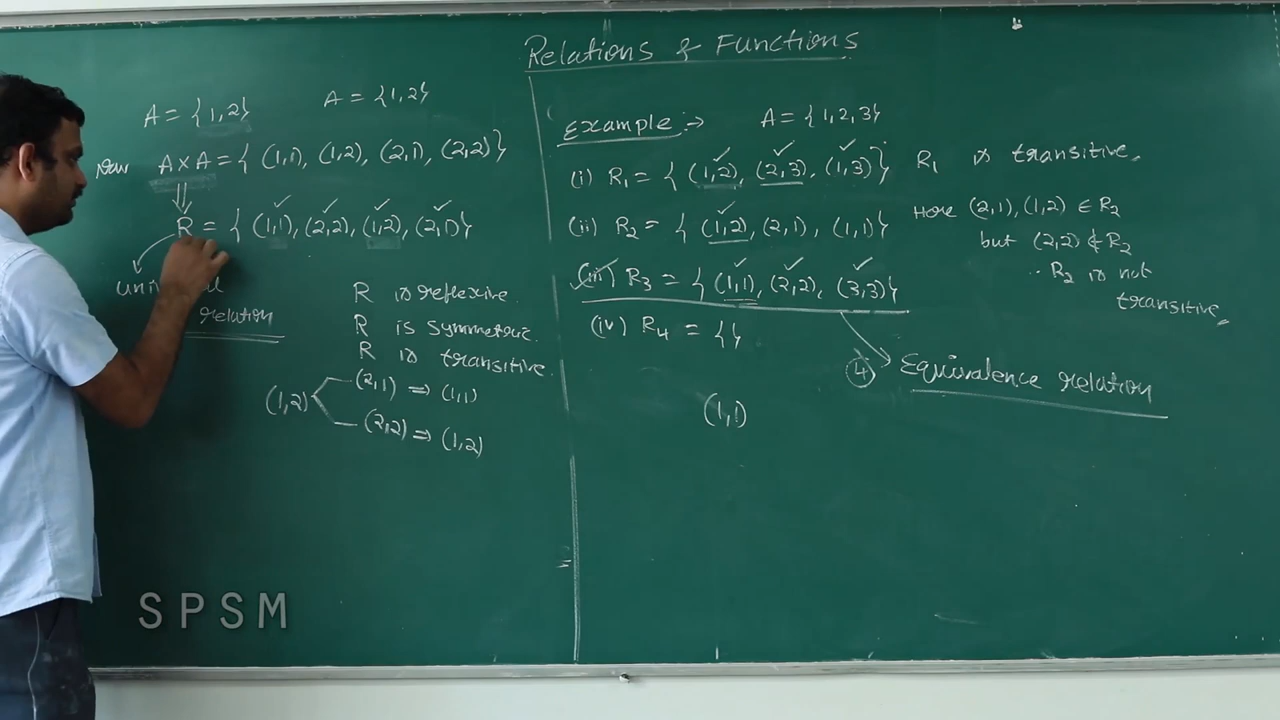 Relations & Functions
A = {1,2}
A = {1,2}
Now A×A = { (1,1), (1,2), (2,1), (2,2)}
⇓
R = { (1,1), (2,2), (1,2), (2,1)}
relation
R is reflexive.
R is symmetric.
R is transitive.
(1,2)
(2,1) ⇒ (1,1)
(2,2) ⇒ (1,2)
Example :→ A = {1,2,3}
(i) R₁ = { (1,2), (2,3), (1,3)} R₁ is transitive.
(ii) R₂ = { (1,2), (2,1), (1,1)}
Here (2,1), (1,2) ∈ R₂
but (2,2) ∉ R₂
∴ R₂ is not
transitive.
(iii) R₃ = { (1,1), (2,2), (3,3)}
(iv) R₄ = { }
④ Equivalence relation
(1,1)
SPSM